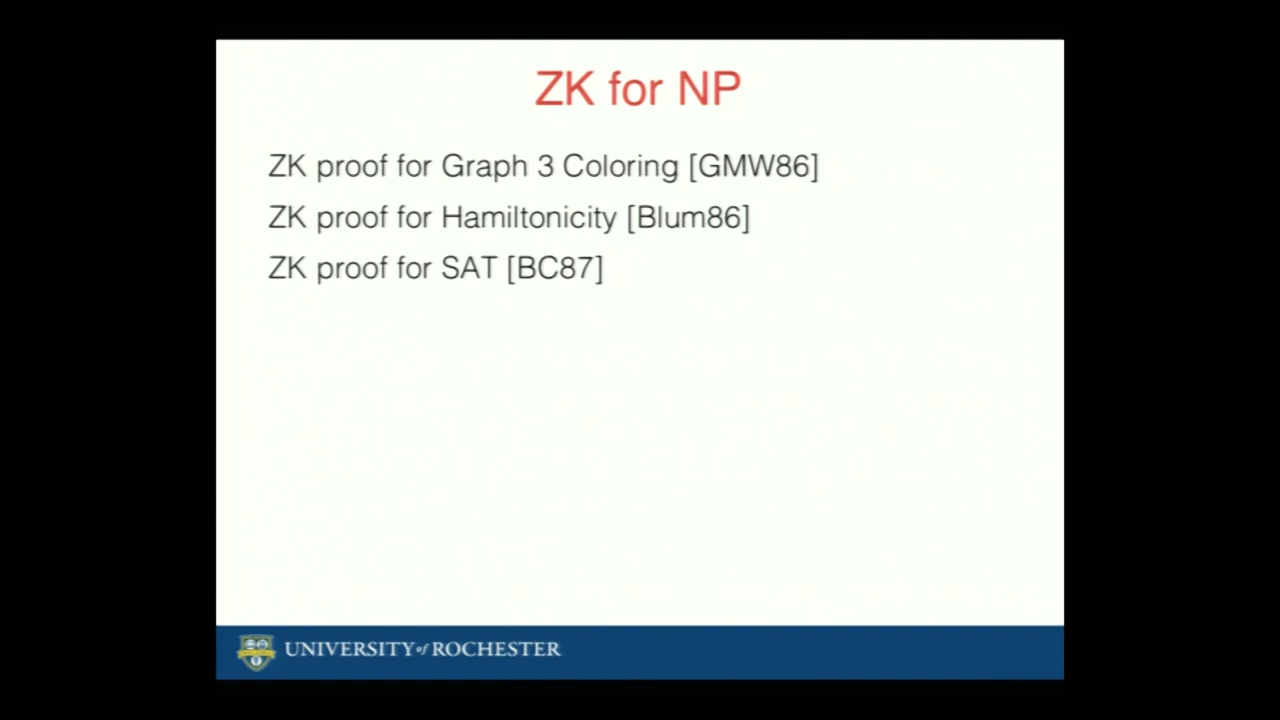 ZK for NP
ZK proof for Graph 3 Coloring [GMW86]
ZK proof for Hamiltonicity [Blum86]
ZK proof for SAT [BC87]
UNIVERSITY of ROCHESTER